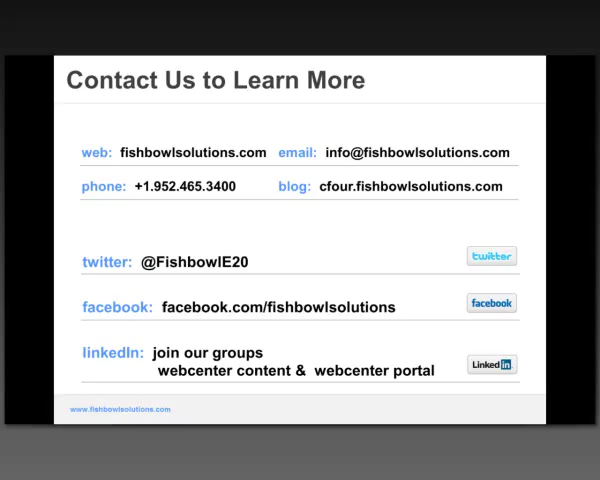 Contact Us to Learn More
web: fishbowlsolutions.com email: info@fishbowlsolutions.com
phone: +1.952.465.3400 blog: cfour.fishbowlsolutions.com
twitter: @FishbowlE20 twitter
facebook: facebook.com/fishbowlsolutions facebook
linkedIn: join our groups
webcenter content & webcenter portal Linked in
www.fishbowlsolutions.com